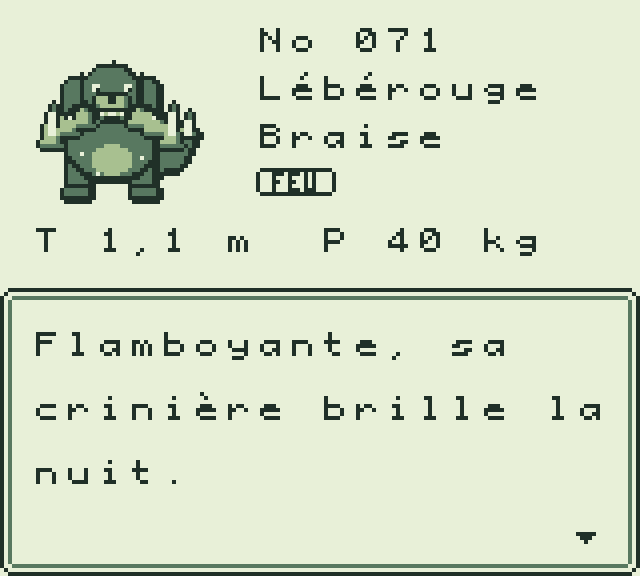 No 071
Lébérouge
Braise
FEU
T 1,1 m P 40 kg
Flamboyante, sa
crinière brille la
nuit.